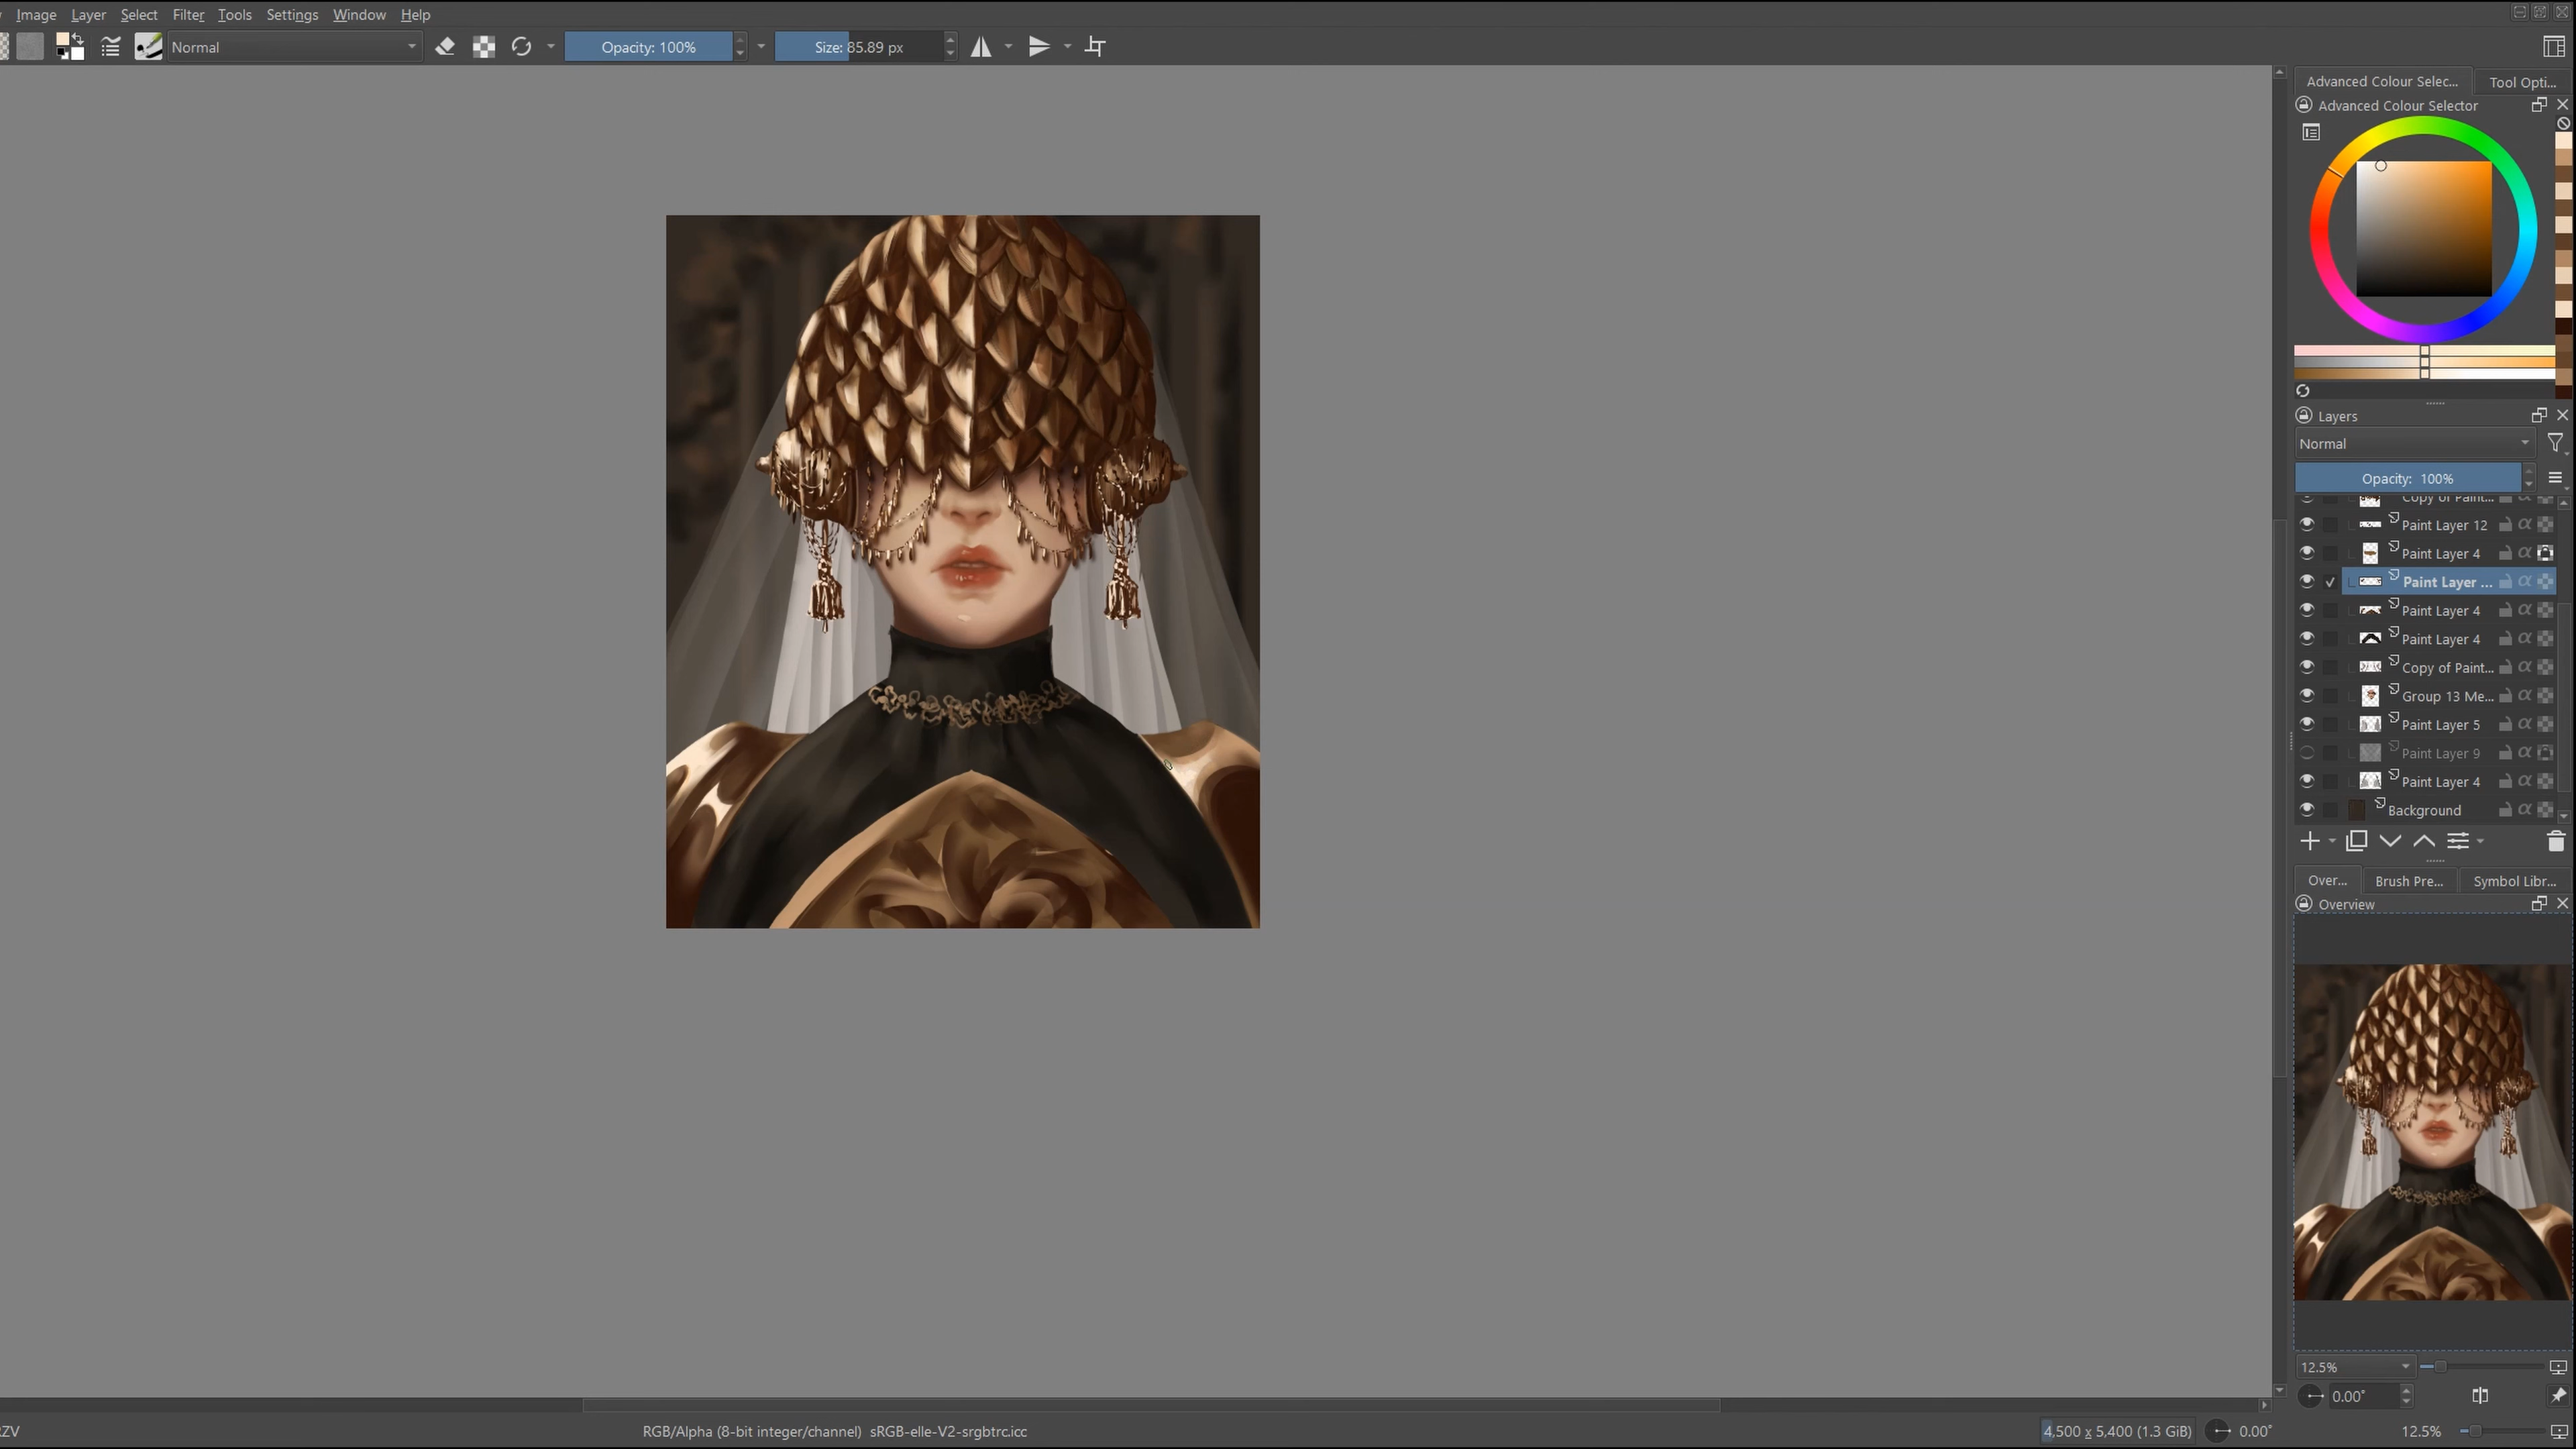 Image Layer Select Filter Tools Settings Window Help
Normal Opacity: 100% Size: 85.89 px
Advanced Colour Selec... Tool Opti...
Advanced Colour Selector
Layers
Normal
Opacity: 100%
Copy of Paint...
Paint Layer 12
Paint Layer 4
Paint Layer ...
Paint Layer 4
Paint Layer 4
Copy of Paint...
Group 13 Me...
Paint Layer 5
Paint Layer 9
Paint Layer 4
Background
Over... Brush Pre... Symbol Libr...
Overview
12.5%
0.00°
ZV RGB/Alpha (8-bit integer/channel) sRGB-elle-V2-srgbtrc.icc 4,500 x 5,400 (1.3 GiB) 0.00° 12.5%